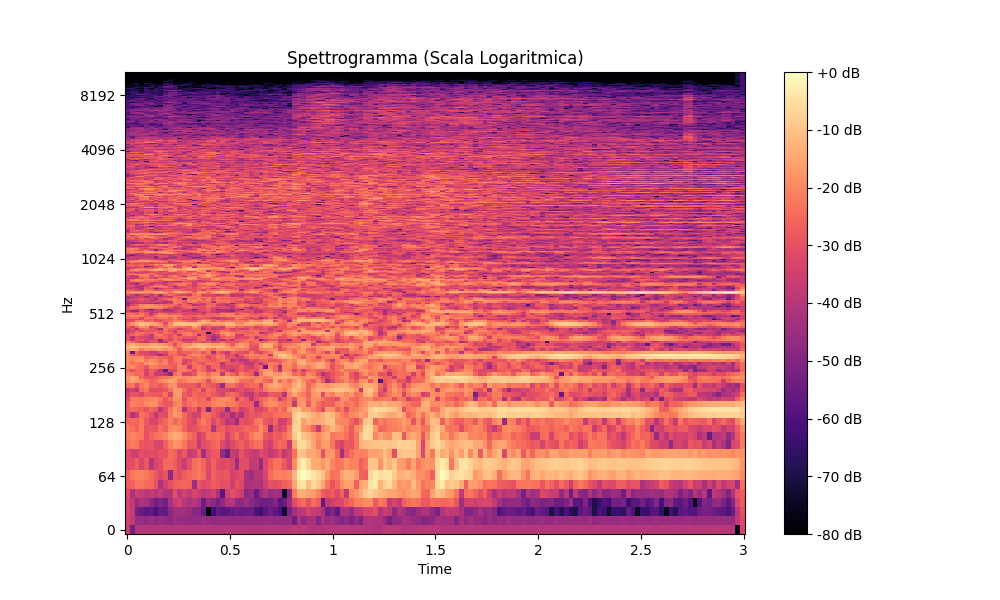 Spettrogramma (Scala Logaritmica)
Hz
8192
4096
2048
1024
512
256
128
64
0
0
0.5
1
1.5
2
2.5
3
Time
+0 dB
-10 dB
-20 dB
-30 dB
-40 dB
-50 dB
-60 dB
-70 dB
-80 dB